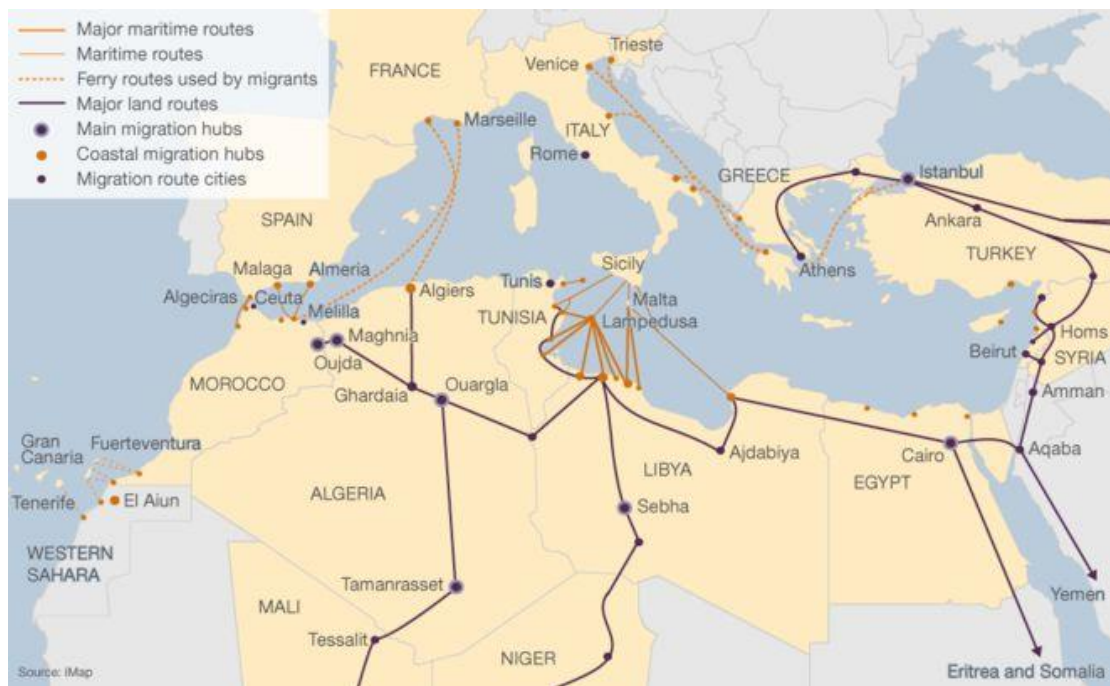 Major maritime routes
Maritime routes
Ferry routes used by migrants
Major land routes
Main migration hubs
Coastal migration hubs
Migration route cities
FRANCE
Trieste
Venice
Marseille
ITALY
Rome
GREECE
Istanbul
Ankara
SPAIN
TURKEY
Athens
Malaga
Almeria
Sicily
Algeciras
Ceuta
Algiers
Tunis
Malta
Melilla
TUNISIA
Lampedusa
Maghnia
Homs
Oujda
Beirut
SYRIA
MOROCCO
Ghardaia
Ouargla
Amman
Gran
Canaria
Fuerteventura
Ajdabiya
Cairo
Aqaba
LIBYA
EGYPT
Tenerife
El Aiun
ALGERIA
Sebha
WESTERN
SAHARA
Tamanrasset
Yemen
MALI
Tessalit
NIGER
Eritrea and Somalia
Source: iMap